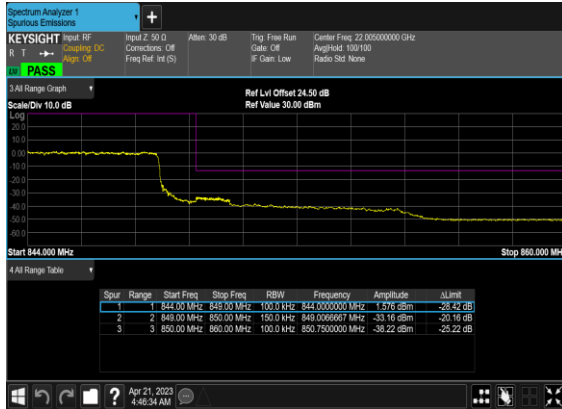 Spectrum Analyzer 1
Spurious Emissions
+
KEYSIGHT Input: RF Input Z: 50 Ω Atten: 30 dB Trig: Free Run Center Freq: 22.005000000 GHz
R T Coupling: DC Corrections: Off Gate: Off Avg|Hold: 100/100
Align: Off Freq Ref: Int (S) IF Gain: Low Radio Std: None
PASS
3 All Range Graph
Ref Lvl Offset 24.50 dB
Scale/Div 10.0 dB Ref Value 30.00 dBm
Log
20.0
10.0
0.00
-10.0
-20.0
-30.0
-40.0
-50.0
-60.0
Start 844.000 MHz Stop 860.000 MH
4 All Range Table
Spur Range Start Freq Stop Freq RBW Frequency Amplitude ΔLimit
1 1 844.00 MHz 849.00 MHz 100.0 kHz 844.0000000 MHz 1.576 dBm -28.42 dB
2 2 849.00 MHz 850.00 MHz 150.0 kHz 849.0066667 MHz -33.16 dBm -20.16 dB
3 3 850.00 MHz 860.00 MHz 100.0 kHz 850.7500000 MHz -38.22 dBm -25.22 dB
? Apr 21, 2023
4:46:34 AM